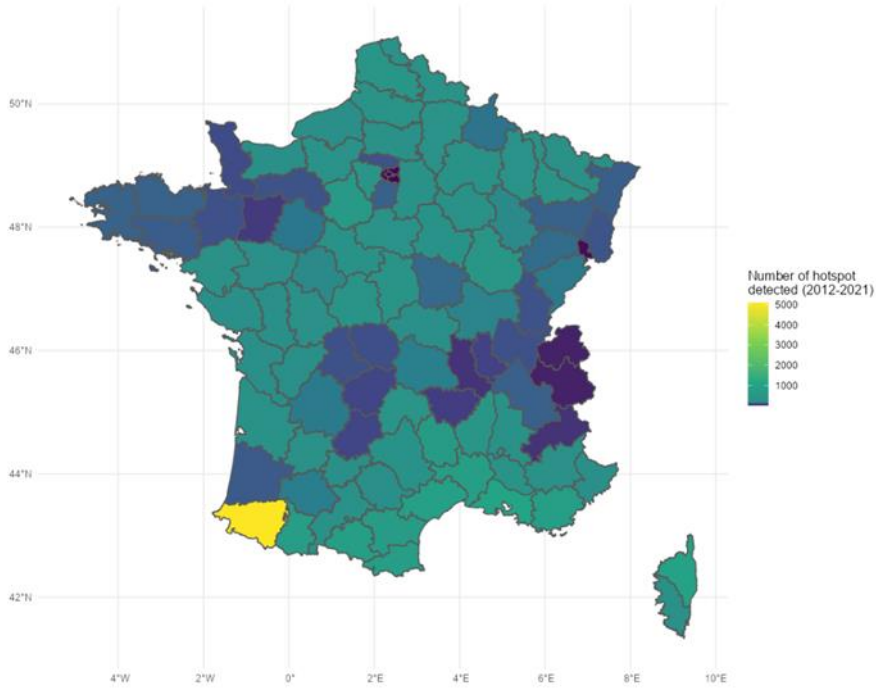 50°N
48°N
46°N
44°N
42°N
4°W
2°W
0°
2°E
4°E
6°E
8°E
10°E
Number of hotspot
detected (2012-2021)
5000
4000
3000
2000
1000